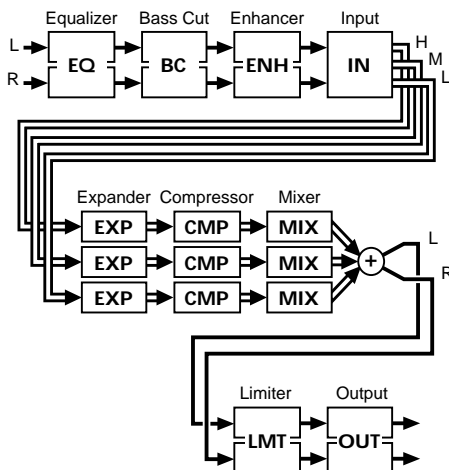 Equalizer Bass Cut Enhancer Input
L EQ BC ENH IN H
R M
L
Expander Compressor Mixer
EXP CMP MIX L
EXP CMP MIX + R
EXP CMP MIX
Limiter Output
LMT OUT